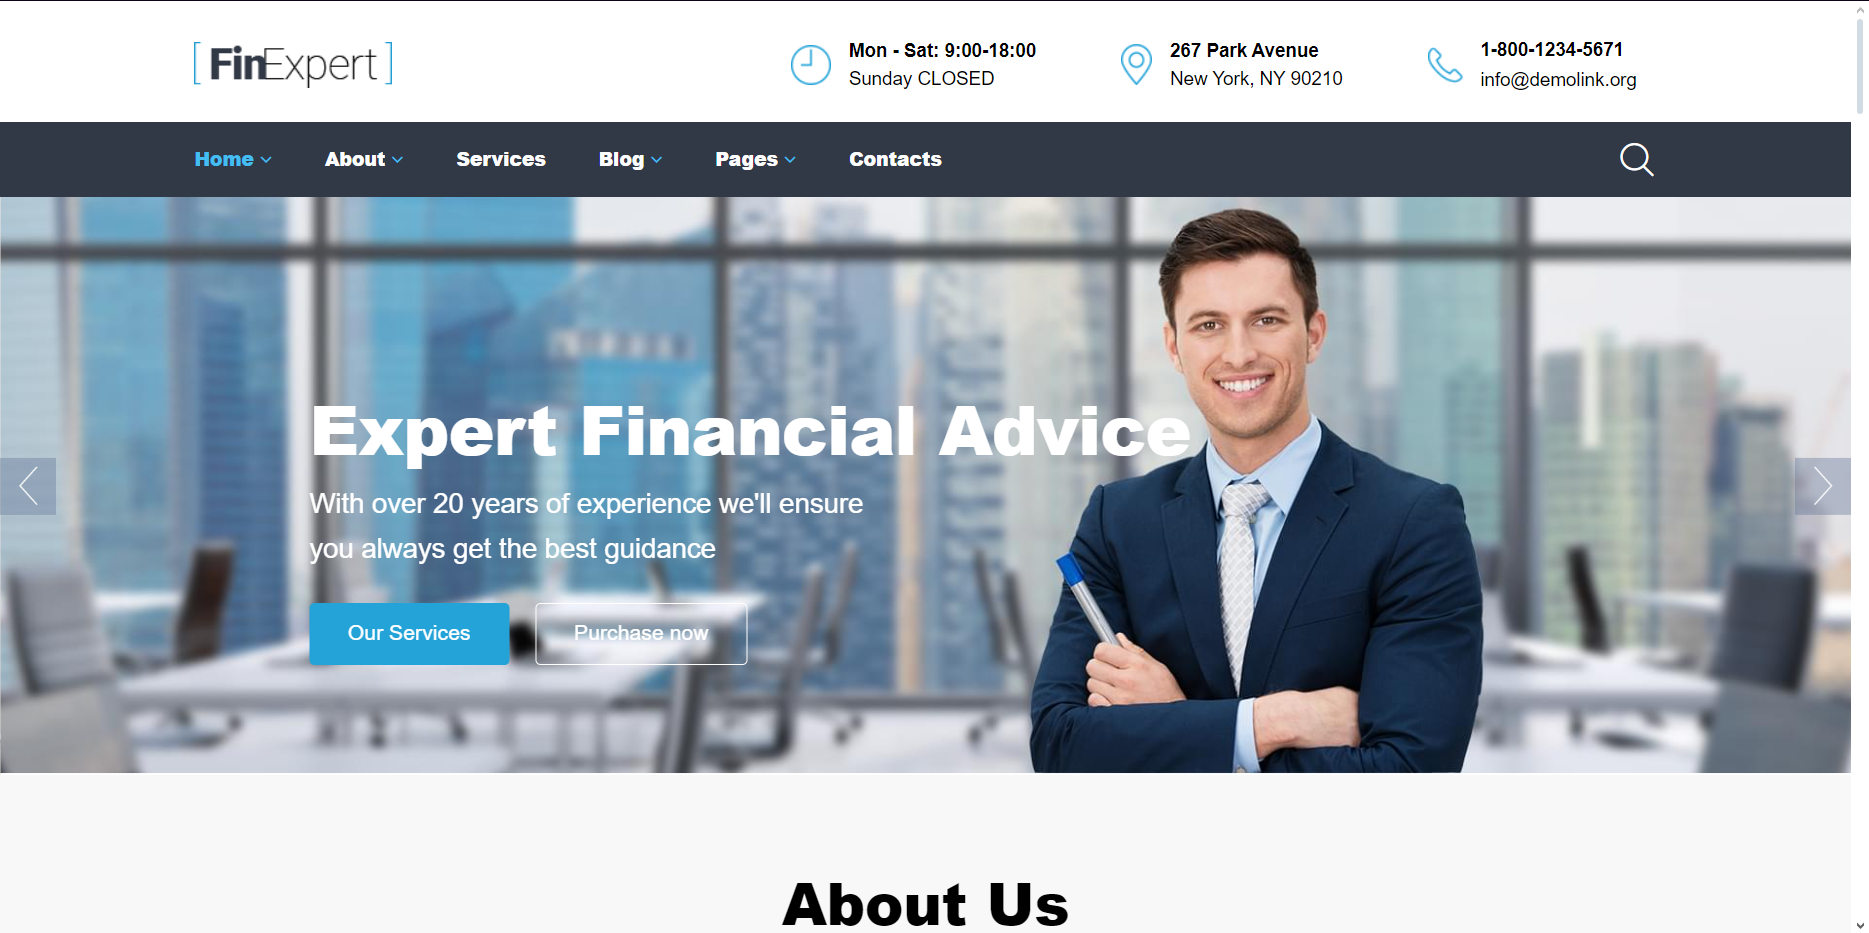 [ FinExpert ]
Mon - Sat: 9:00-18:00
Sunday CLOSED
267 Park Avenue
New York, NY 90210
1-800-1234-5671
info@demolink.org
Home
About
Services
Blog
Pages
Contacts
Expert Financial Advice
With over 20 years of experience we'll ensure
you always get the best guidance
Our Services
Purchase now
About Us